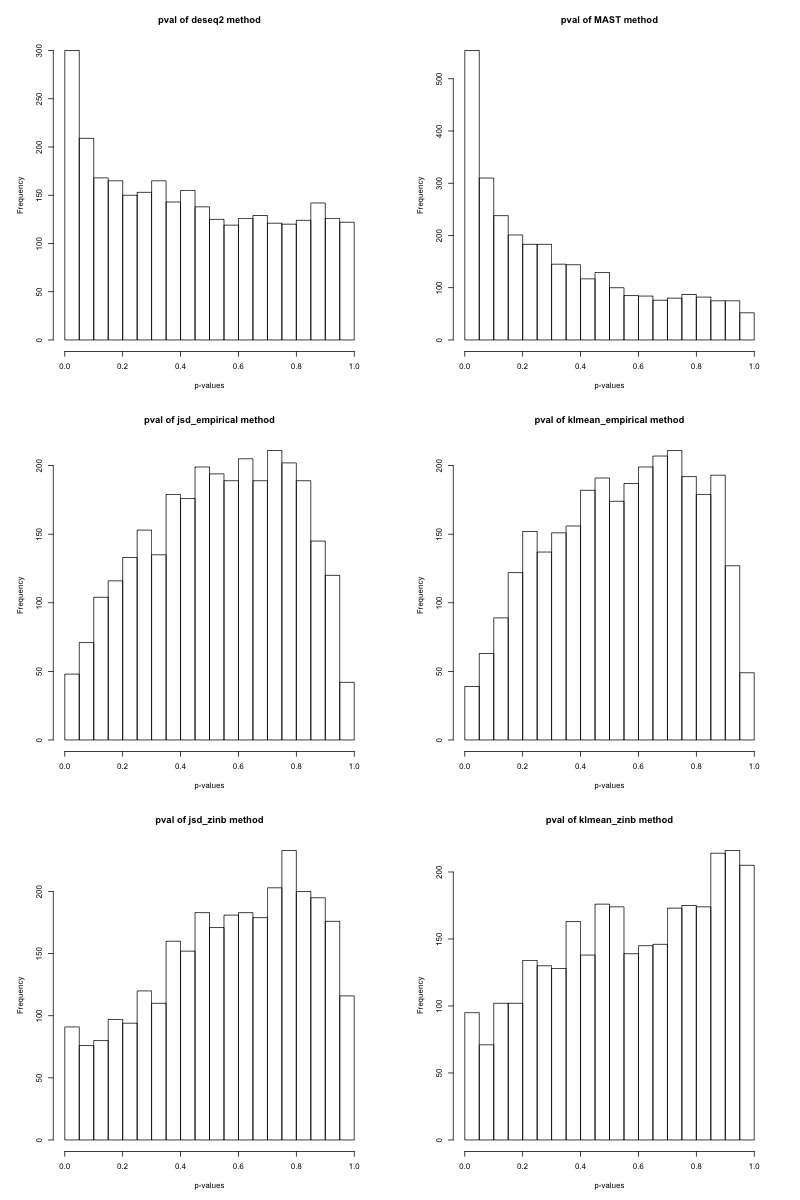 pval of deseq2 method
Frequency
0 50 100 150 200 250 300
0.0 0.2 0.4 0.6 0.8 1.0
p-values
pval of MAST method
Frequency
0 100 200 300 400 500
0.0 0.2 0.4 0.6 0.8 1.0
p-values
pval of jsd_empirical method
Frequency
0 50 100 150 200
0.0 0.2 0.4 0.6 0.8 1.0
p-values
pval of klmean_empirical method
Frequency
0 50 100 150 200
0.0 0.2 0.4 0.6 0.8 1.0
p-values
pval of jsd_zinb method
Frequency
0 50 100 150 200
0.0 0.2 0.4 0.6 0.8 1.0
p-values
pval of klmean_zinb method
Frequency
0 50 100 150 200
0.0 0.2 0.4 0.6 0.8 1.0
p-values